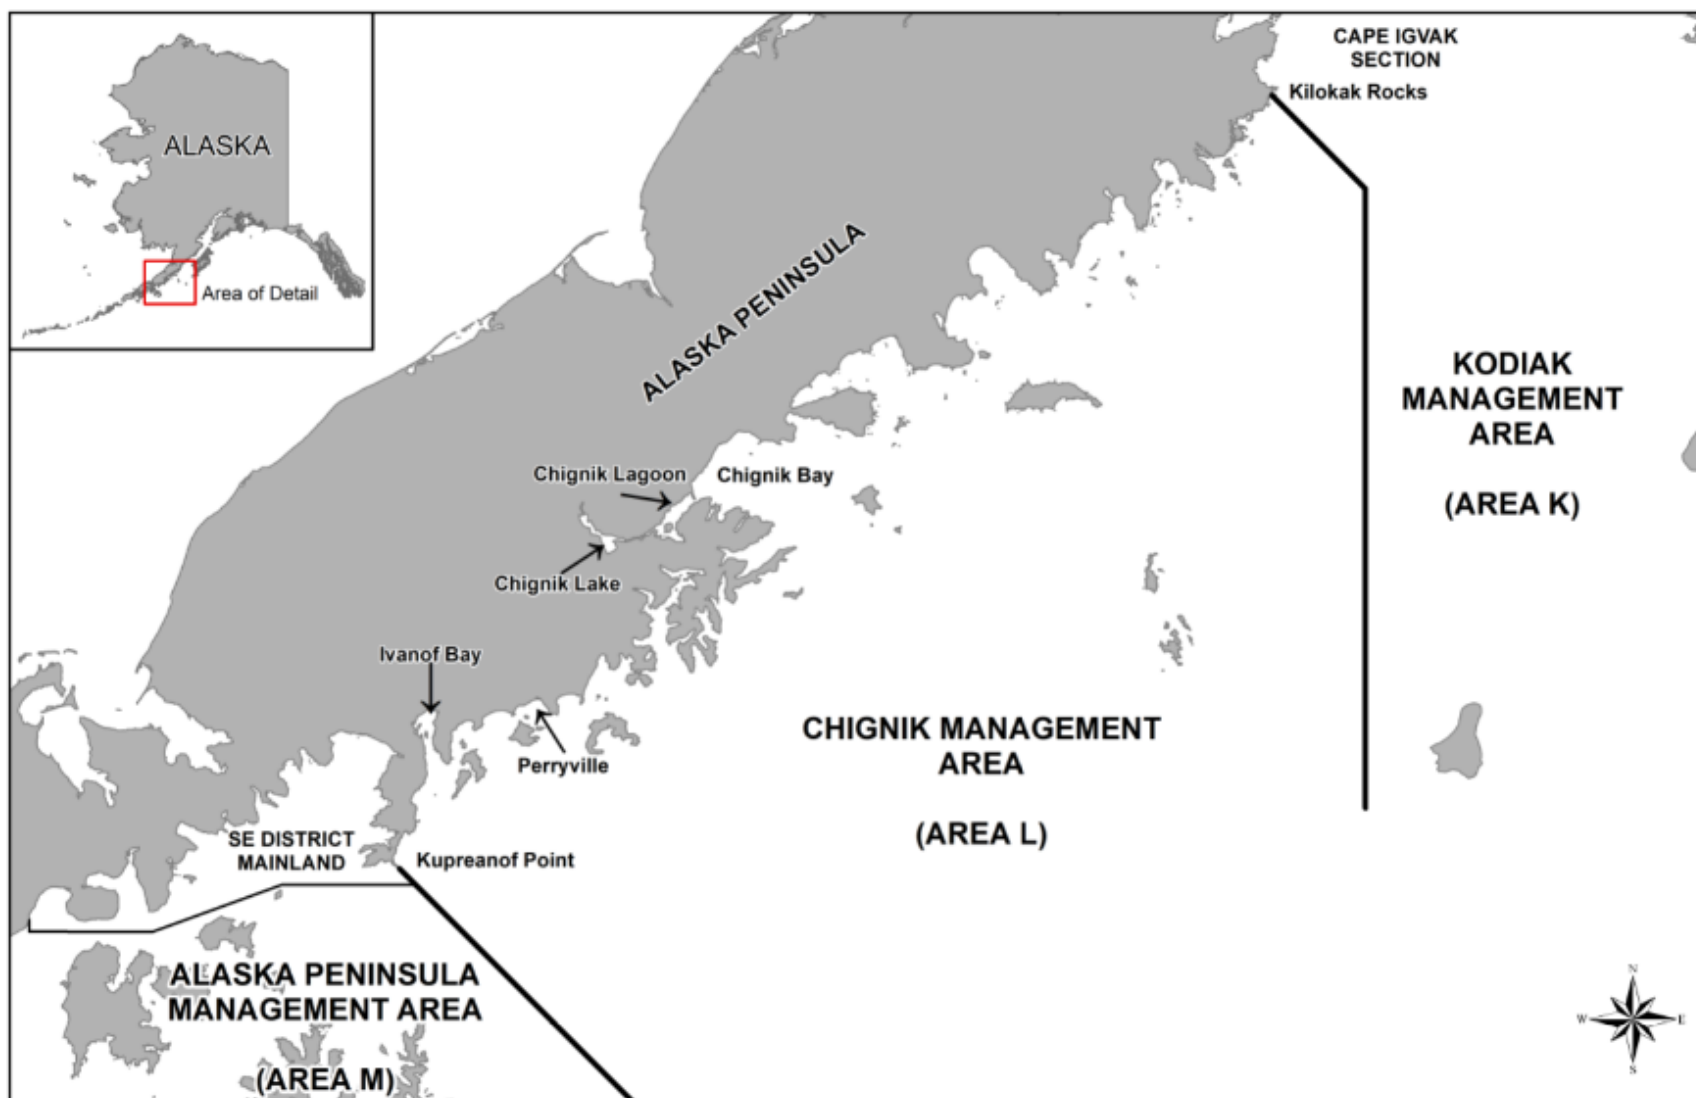 CAPE IGVAK
SECTION
Kilokak Rocks
ALASKA
Area of Detail
ALASKA PENINSULA
KODIAK
MANAGEMENT
AREA
(AREA K)
Chignik Lagoon
Chignik Bay
Chignik Lake
Ivanof Bay
Perryville
CHIGNIK MANAGEMENT
AREA
(AREA L)
SE DISTRICT
MAINLAND
Kupreanof Point
ALASKA PENINSULA
MANAGEMENT AREA
(AREA M)
N
W
E
S